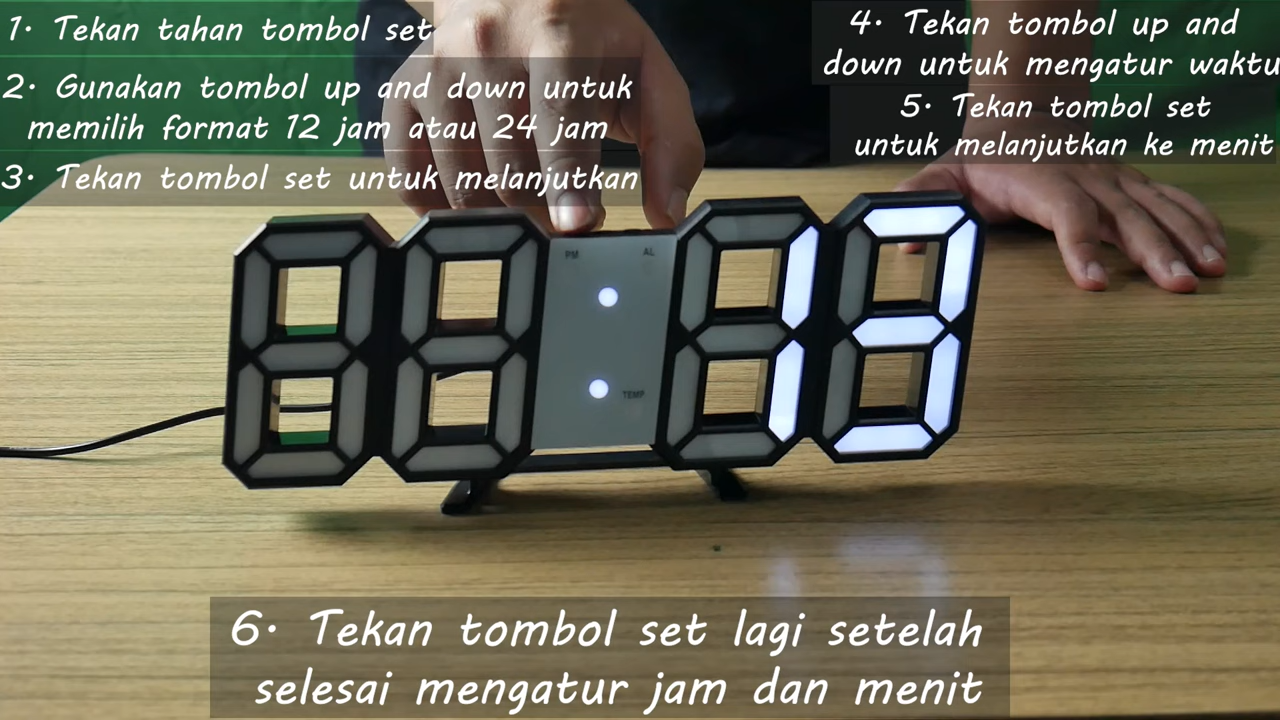 1. Tekan tahan tombol set
2. Gunakan tombol up and down untuk
memilih format 12 jam atau 24 jam
3. Tekan tombol set untuk melanjutkan
4. Tekan tombol up and
down untuk mengatur waktu
5. Tekan tombol set
untuk melanjutkan ke menit
PM AL
: 13
TEMP
6. Tekan tombol set lagi setelah
selesai mengatur jam dan menit